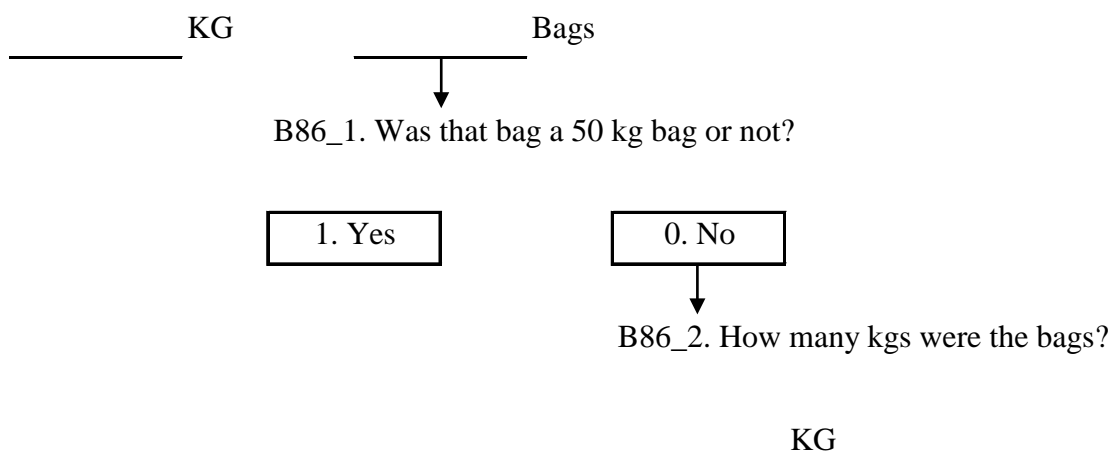 KG Bags
B86_1. Was that bag a 50 kg bag or not?
1. Yes 0. No
B86_2. How many kgs were the bags?
KG